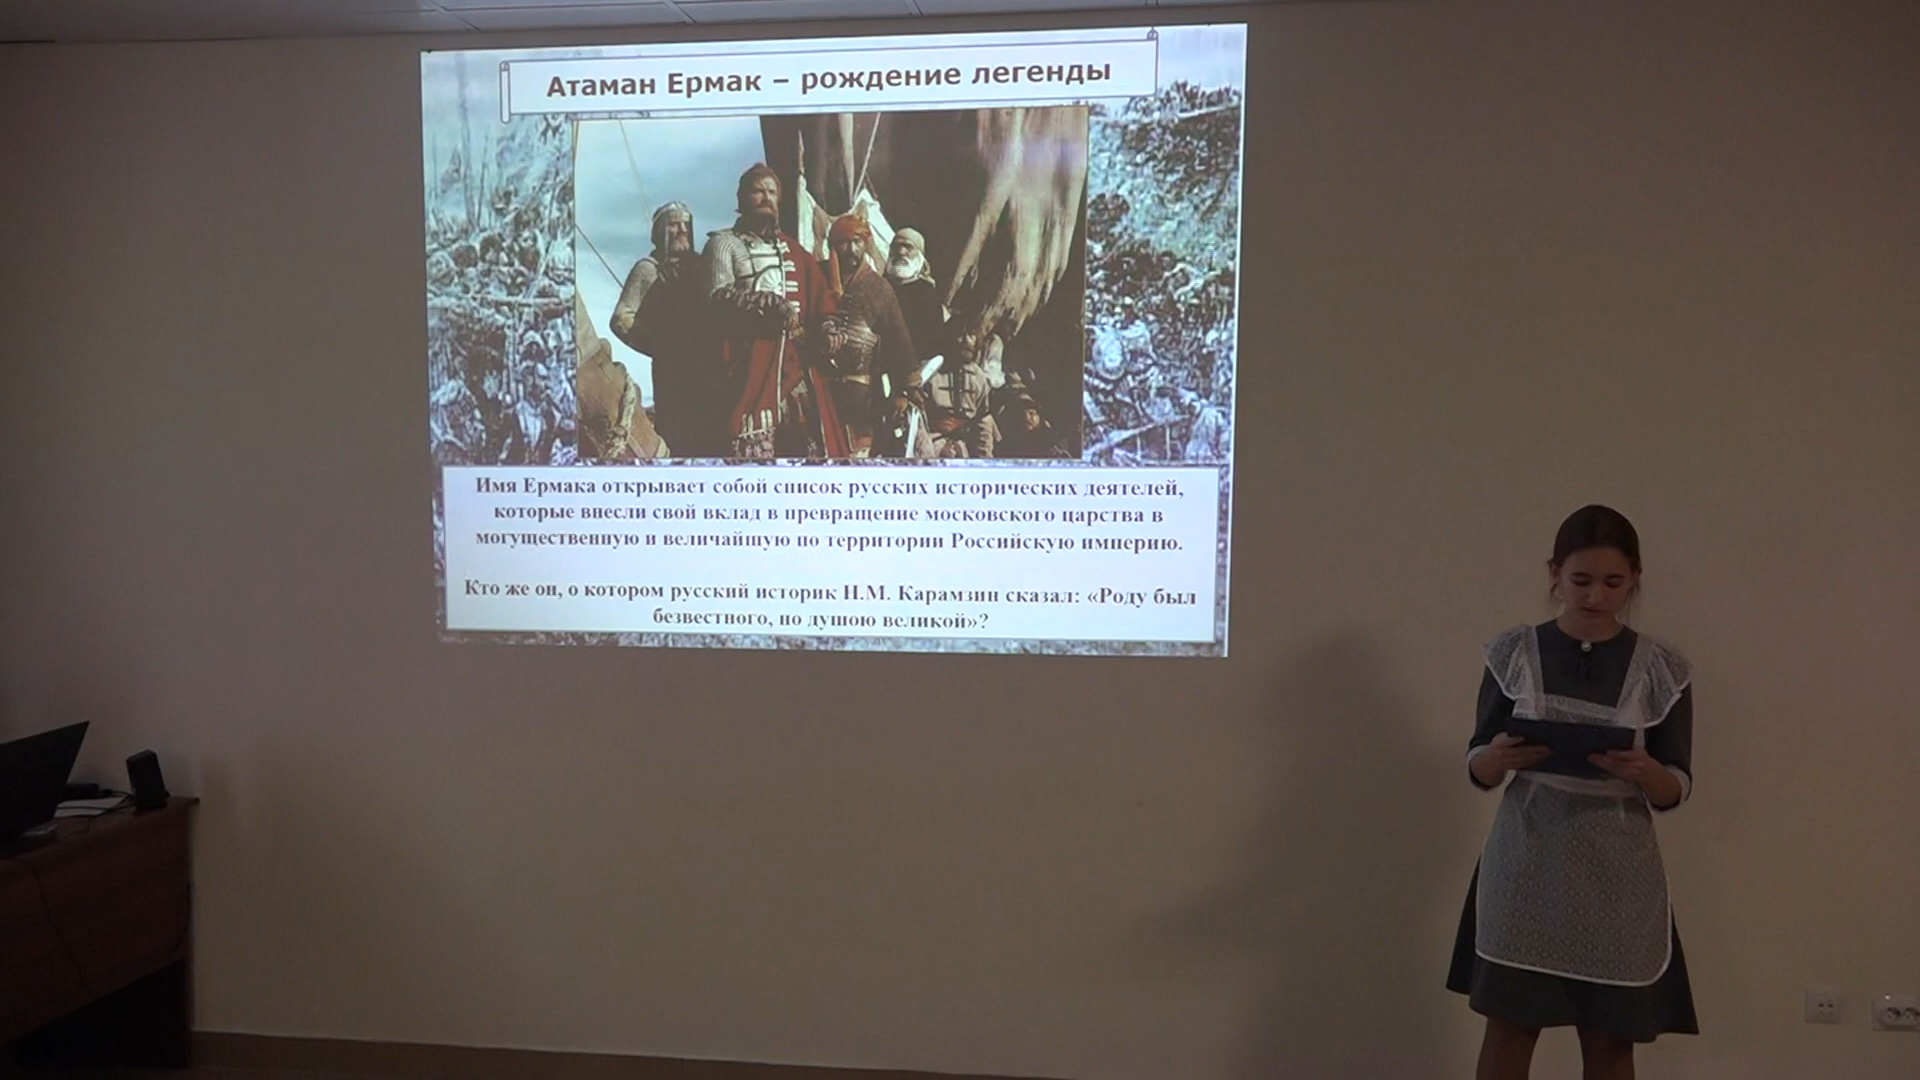 Атаман Ермак – рождение легенды
Имя Ермака открывает собой список русских исторических деятелей,
которые внесли свой вклад в превращение московского царства в
могущественную и величайшую по территории Российскую империю.
Кто же он, о котором русский историк Н.М. Карамзин сказал: «Роду был
безвестного, но душою великой»?